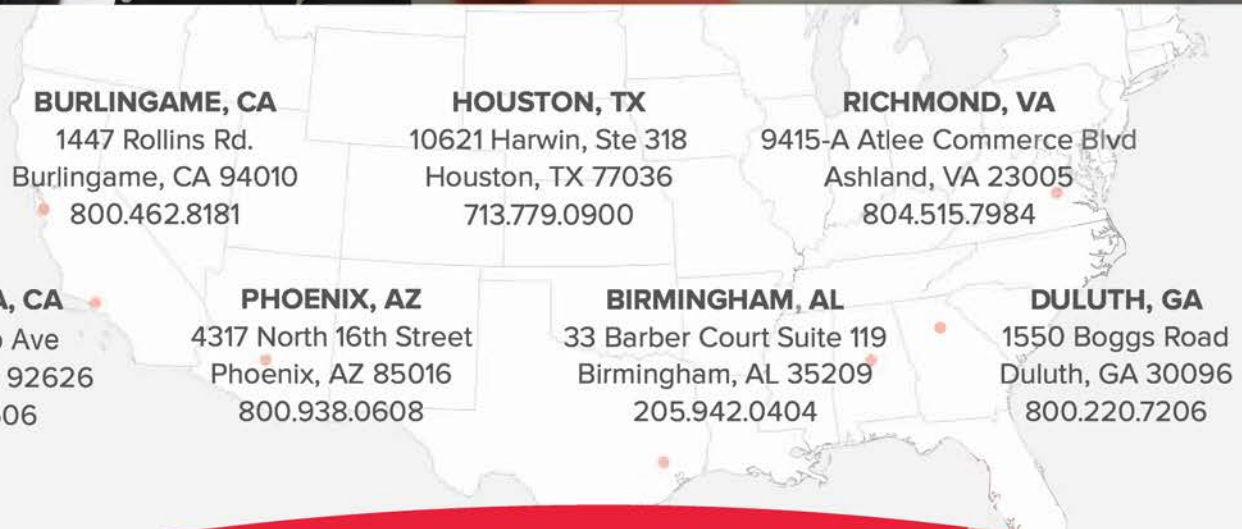 BURLINGAME, CA
1447 Rollins Rd.
Burlingame, CA 94010
800.462.8181
HOUSTON, TX
10621 Harwin, Ste 318
Houston, TX 77036
713.779.0900
RICHMOND, VA
9415-A Atlee Commerce Blvd
Ashland, VA 23005
804.515.7984
CA
Ave
92626
PHOENIX, AZ
4317 North 16th Street
Phoenix, AZ 85016
800.938.0608
BIRMINGHAM, AL
33 Barber Court Suite 119
Birmingham, AL 35209
205.942.0404
DULUTH, GA
1550 Boggs Road
Duluth, GA 30096
800.220.7206